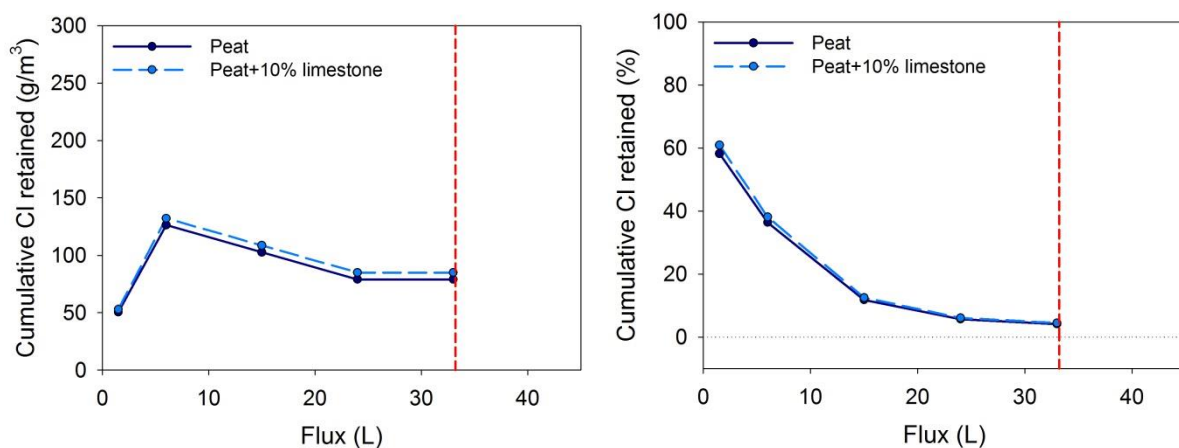 Cumulative Cl retained (g/m³)
300
250
200
150
100
50
0
Peat
Peat+10% limestone
0 10 20 30 40
Flux (L)
Cumulative Cl retained (%)
100
80
60
40
20
0
Peat
Peat+10% limestone
0 10 20 30 40
Flux (L)